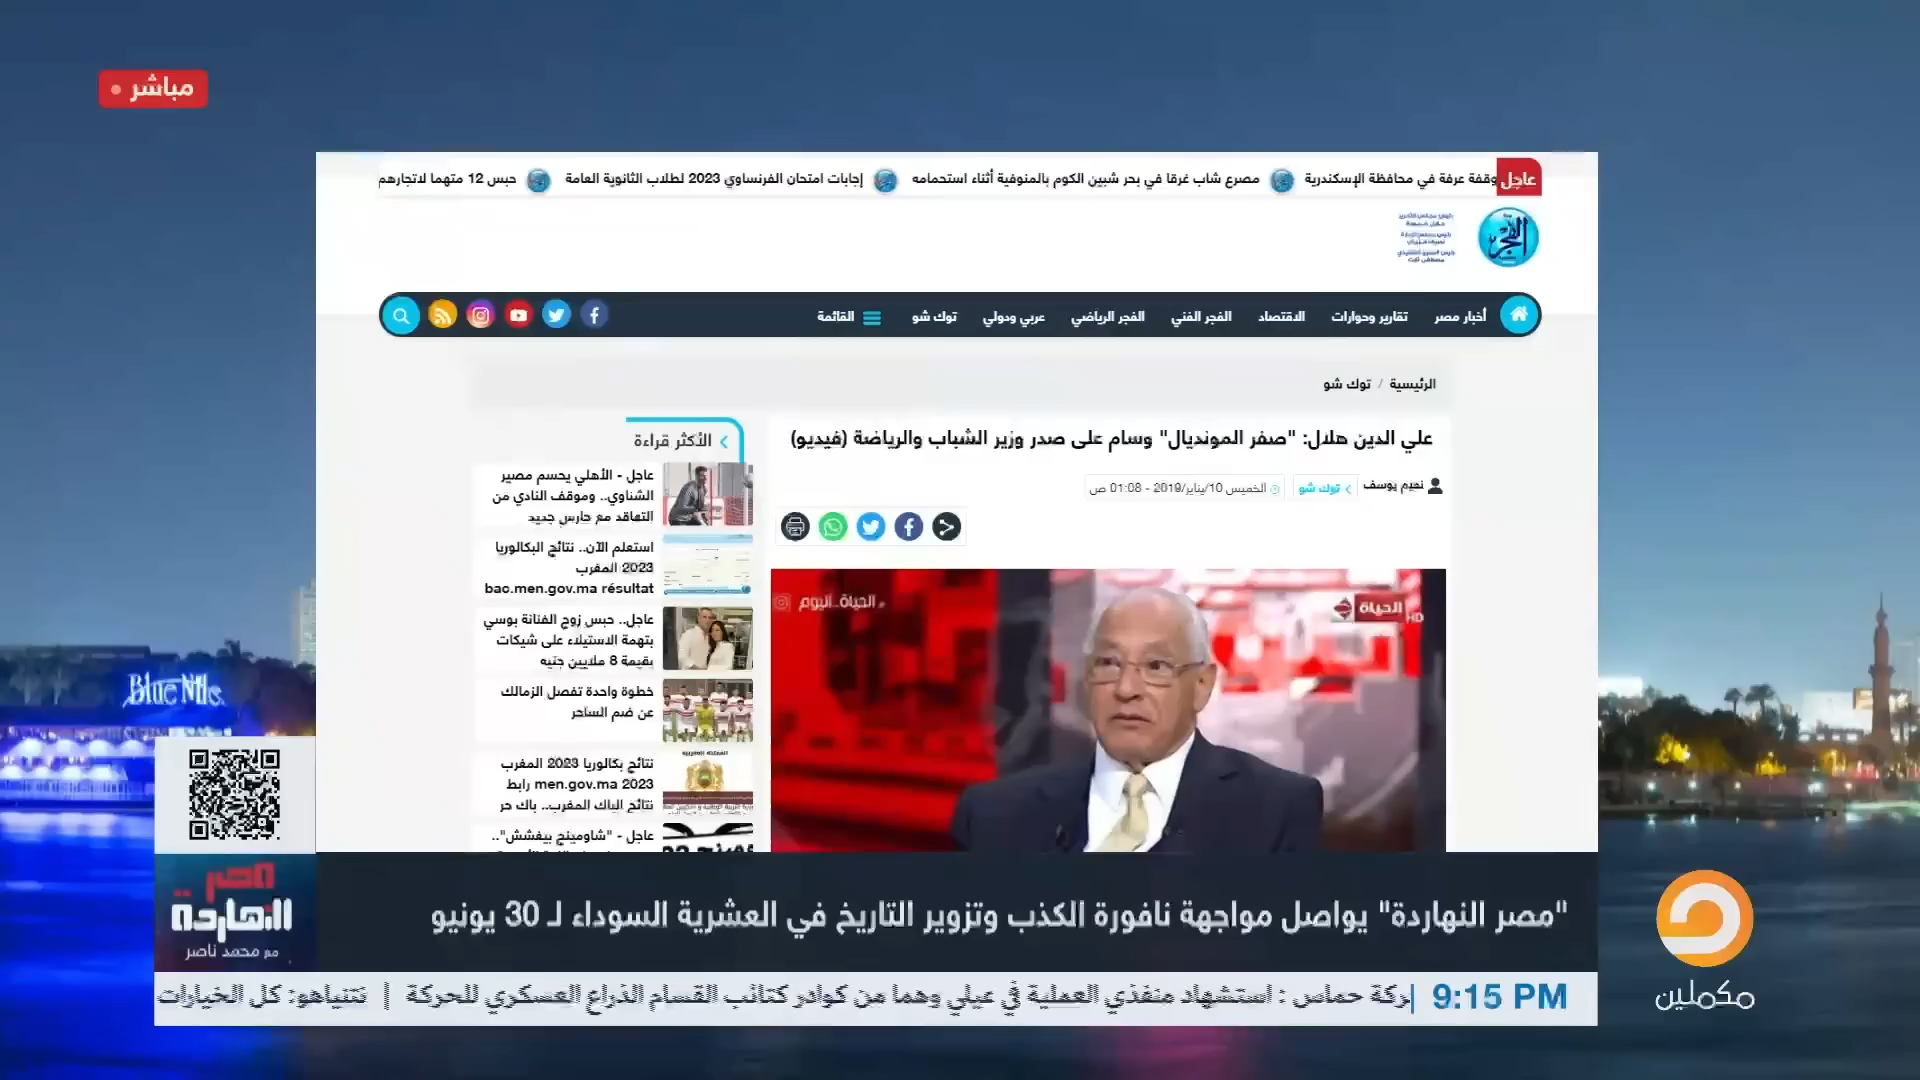 مباشر
عاجل
وقفة عرفة في محافظة الإسكندرية
مصرع شاب غرقا في بحر شبين الكوم بالمنوفية أثناء استحمامه
إجابات امتحان الفرنساوي 2023 لطلاب الثانوية العامة
حبس 12 متهما لاتجارهم
الفجر
أخبار مصر
تقارير وحوارات
الاقتصاد
الفجر الفني
الفجر الرياضي
عربي ودولي
توك شو
القائمة
الرئيسية / توك شو
علي الدين هلال: "صفر المونديال" وسام على صدر وزير الشباب والرياضة (فيديو)
نعيم يوسف
توك شو
الخميس 10/يناير/2019 - 01:08 ص
الحياة_اليوم
الحياة
HD
الأكثر قراءة
عاجل - الأهلي يحسم مصير
الشناوي.. وموقف النادي من
التعاقد مع حارس جديد
استعلم الآن.. نتائج البكالوريا
2023 المغرب
bac.men.gov.ma résultat
عاجل.. حبس زوج الفنانة بوسي
بتهمة الاستيلاء على شيكات
بقيمة 8 ملايين جنيه
خطوة واحدة تفصل الزمالك
عن ضم الساحر
نتائج بكالوريا 2023 المغرب
men.gov.ma 2023 رابط
نتائج الباك المغرب.. باك حر
عاجل - "شاومينج بيغشش"..
Blue Nile
مصر
النهاردة
مع محمد ناصر
"مصر النهاردة" يواصل مواجهة نافورة الكذب وتزوير التاريخ في العشرية السوداء لـ 30 يونيو
9:15 PM
ركة حماس : استشهاد منفذي العملية في عيلي وهما من كوادر كتائب القسام الذراع العسكري للحركة | نتنياهو: كل الخيارات
مكملين